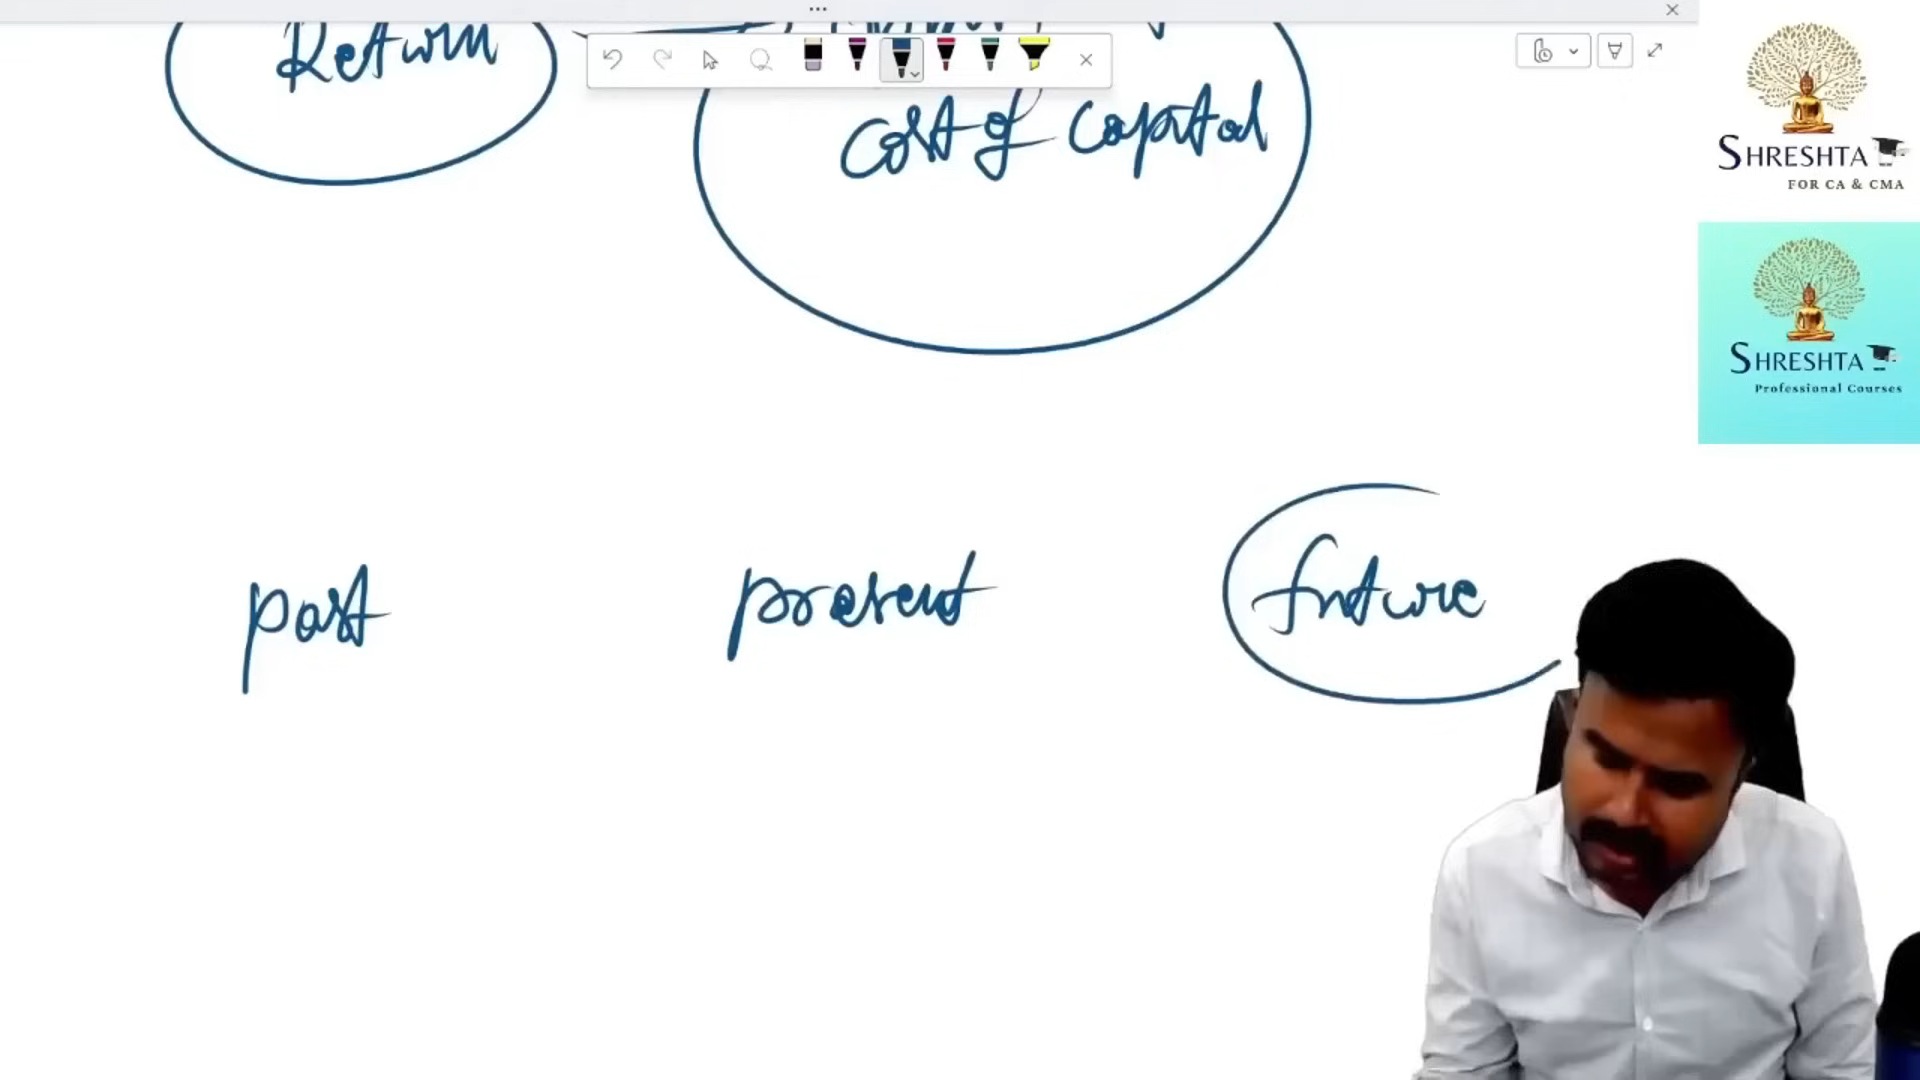 Return
cost of capital
past
present
future
SHRESHTA
FOR CA & CMA
SHRESHTA
Professional Courses